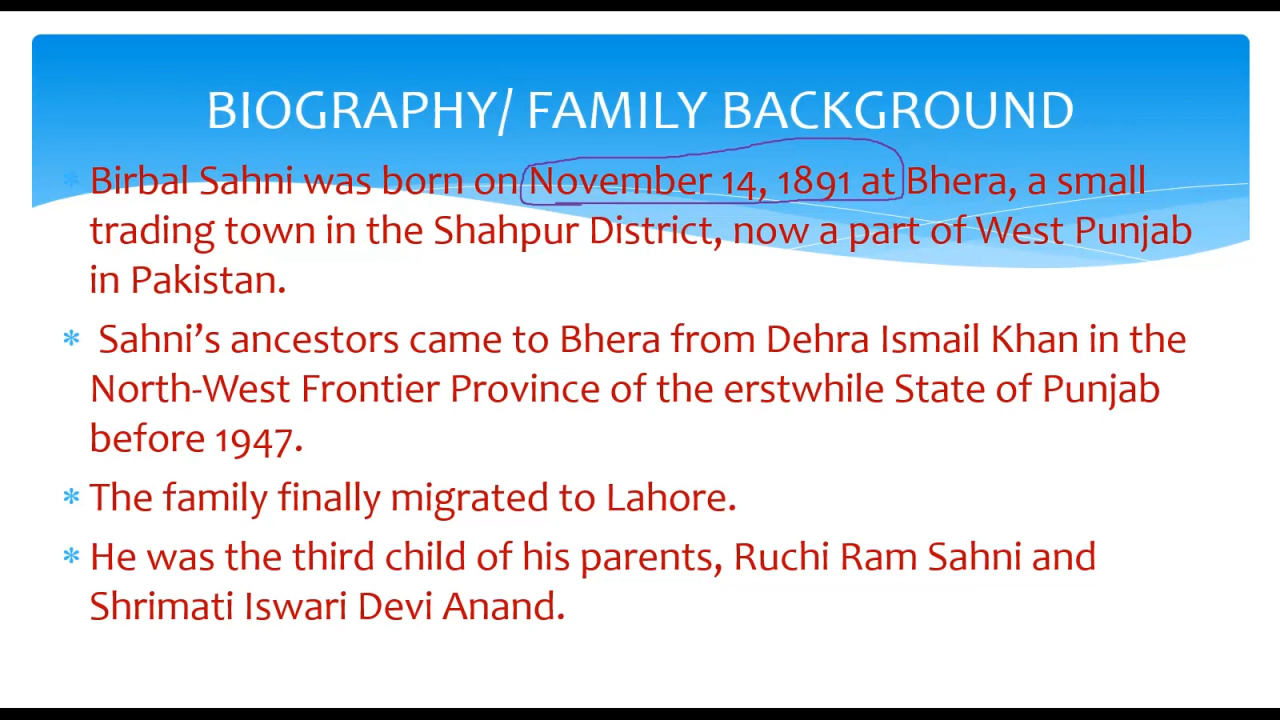 BIOGRAPHY/ FAMILY BACKGROUND
* Birbal Sahni was born on November 14, 1891 at Bhera, a small
trading town in the Shahpur District, now a part of West Punjab
in Pakistan.
* Sahni’s ancestors came to Bhera from Dehra Ismail Khan in the
North-West Frontier Province of the erstwhile State of Punjab
before 1947.
* The family finally migrated to Lahore.
* He was the third child of his parents, Ruchi Ram Sahni and
Shrimati Iswari Devi Anand.